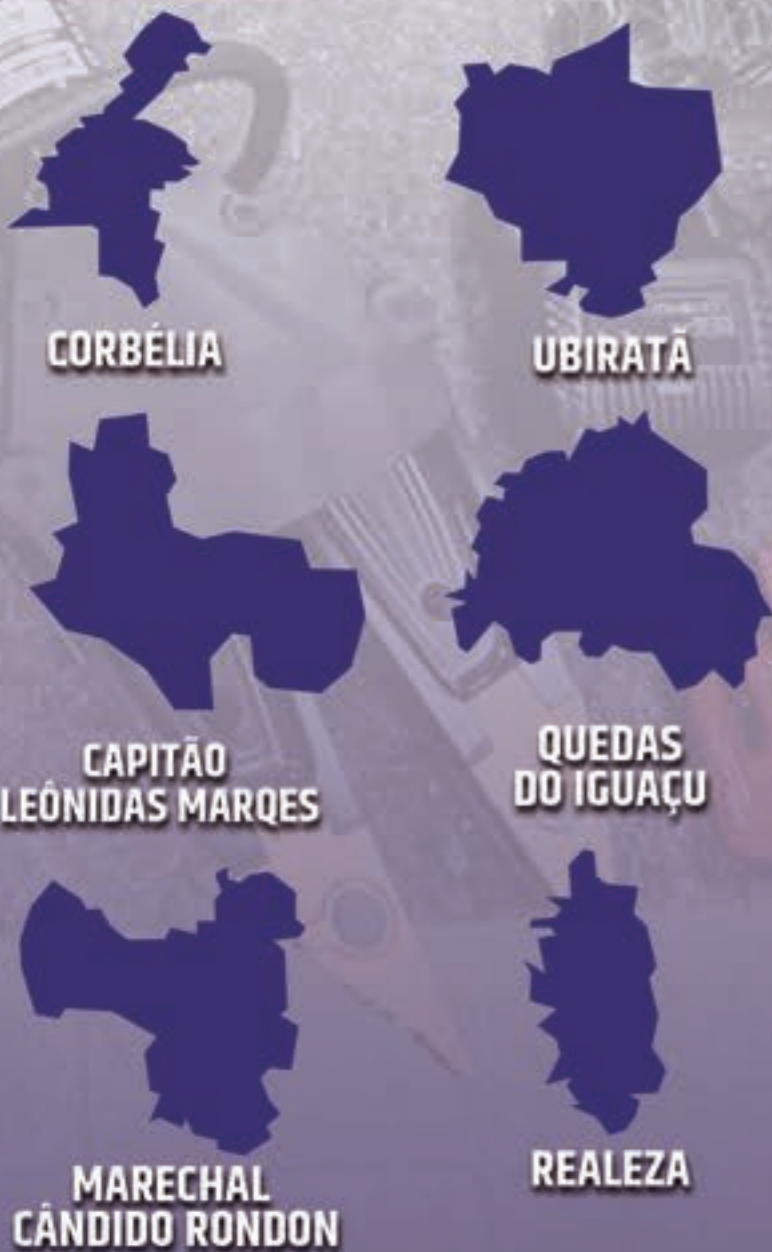 CORBÉLIA
UBIRATÃ
CAPITÃO
LEÔNIDAS MARQES
QUEDAS
DO IGUAÇU
MARECHAL
CÂNDIDO RONDON
REALEZA